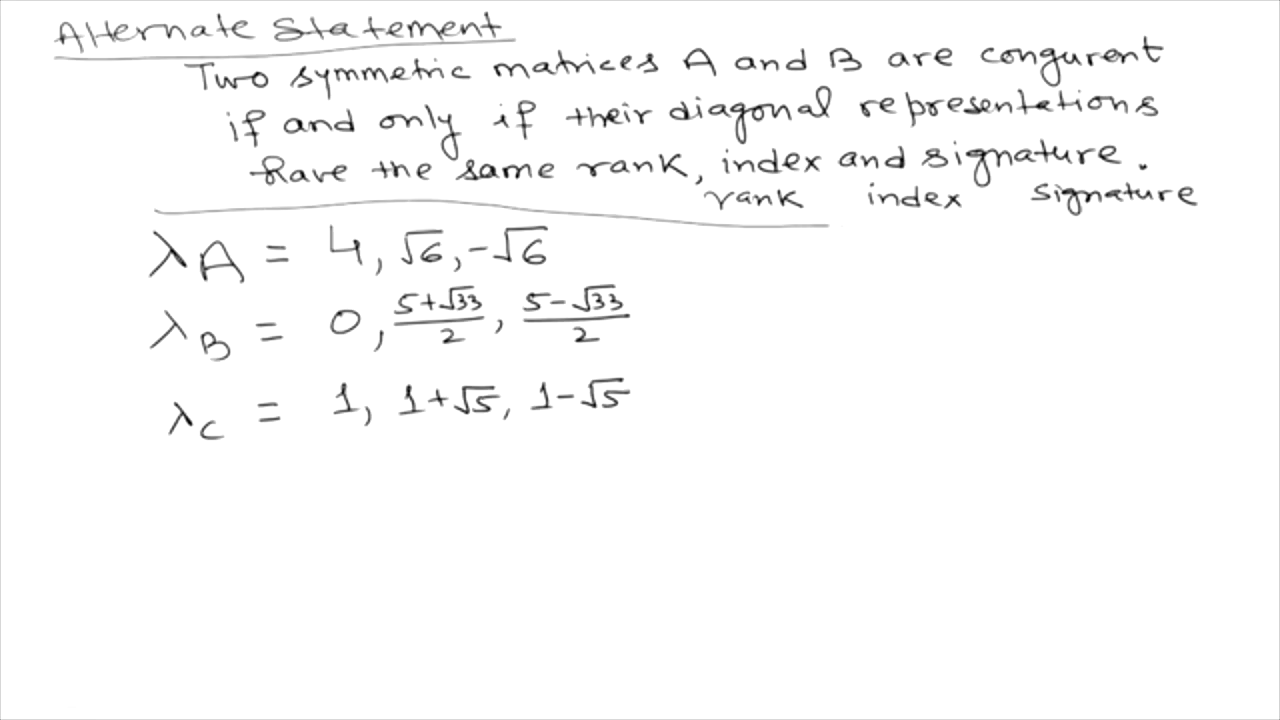 Alternate Statement
Two symmetric matrices A and B are congurent
if and only if their diagonal representations
have the same rank, index and signature.
rank index signature
λA = 4, √6, -√6
λB = 0, (5+√33)/2, (5-√33)/2
λC = 1, 1+√5, 1-√5